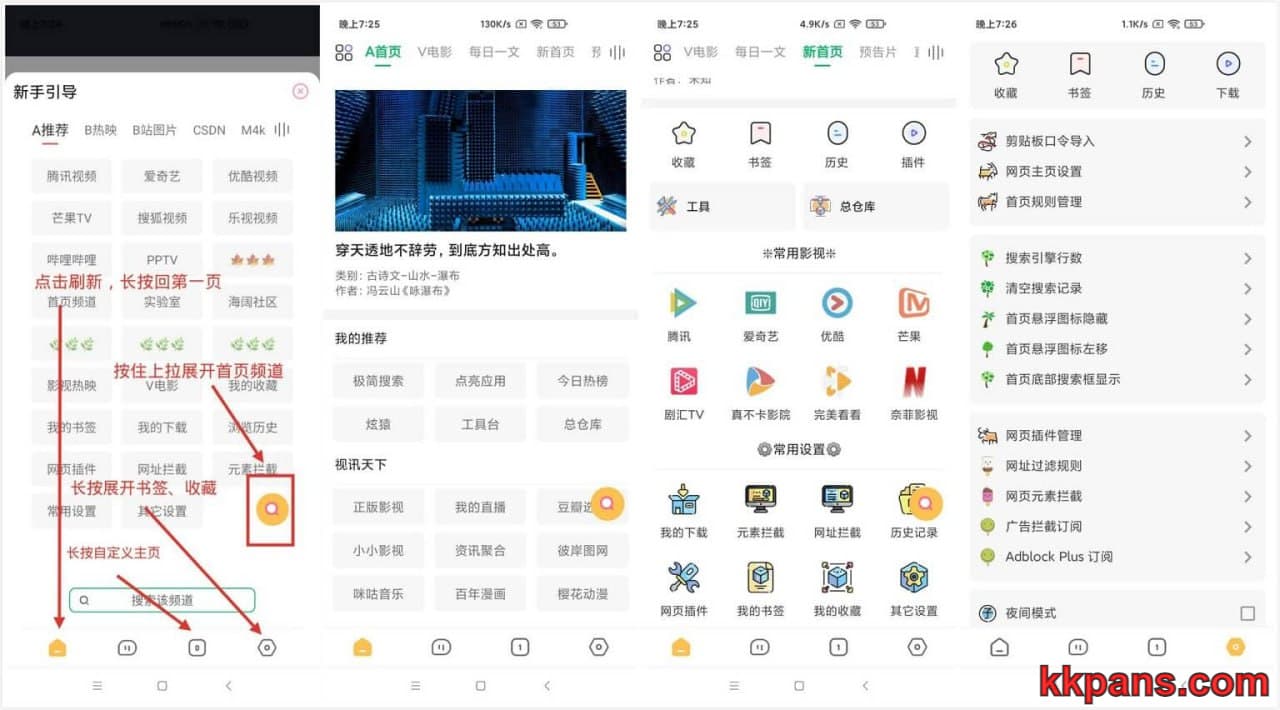 新手引导
A推荐 B热映 B站图片 CSDN M4k
腾讯视频 爱奇艺 优酷视频
芒果TV 搜狐视频 乐视视频
哔哩哔哩 PPTV
点击刷新，长按回第一页
首页频道 实验室 海阔社区
按住上拉展开首页频道
影视热映 V电影 我的收藏
我的书签 我的下载 浏览历史
网页插件 网址拦截 元素拦截
长按展开书签、收藏
常用设置 其它设置
长按自定义主页
搜索该频道
0
晚上7:25 130K/s 53
A首页 V电影 每日一文 新首页 预
穿天透地不辞劳，到底方知出处高。
类别：古诗文-山水-瀑布
作者：冯云山《咏瀑布》
我的推荐
极简搜索 点亮应用 今日热榜
炫猿 工具台 总仓库
视讯天下
正版影视 我的直播 豆瓣
小小影视 资讯聚合 彼岸图网
咪咕音乐 百年漫画 樱花动漫
1
晚上7:25 4.9K/s 53
V电影 每日一文 新首页 预告片
作者：未知
收藏 书签 历史 插件
工具 总仓库
※常用影视※
QIY
腾讯 爱奇艺 优酷 芒果
剧汇TV 真不卡影院 完美看看 奈菲影视
常用设置
我的下载 元素拦截 网址拦截 历史记录
网页插件 我的书签 我的收藏 其它设置
1
晚上7:26 1.1K/s 53
收藏 书签 历史 下载
剪贴板口令导入
网页主页设置
首页规则管理
搜索引擎行数
清空搜索记录
首页悬浮图标隐藏
首页悬浮图标左移
首页底部搜索框显示
网页插件管理
网址过滤规则
网页元素拦截
广告拦截订阅
Adblock Plus 订阅
夜间模式
1
kkpans.com